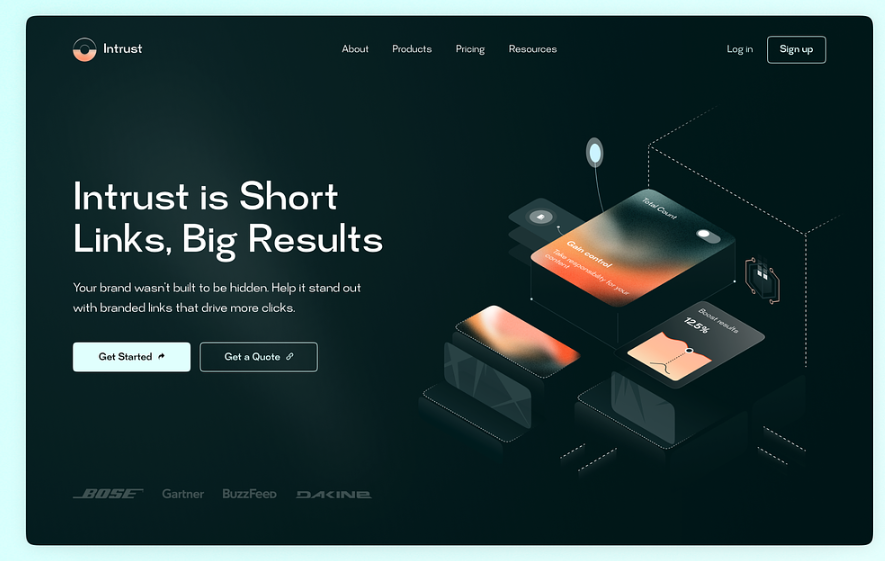 Intrust
About
Products
Pricing
Resources
Log in
Sign up
Intrust is Short
Links, Big Results
Your brand wasn't built to be hidden. Help it stand out
with branded links that drive more clicks.
Get Started
Get a Quote
Total Count
Gain control
Take responsibility for your
content
Boost results
12.5%
BOSE
Gartner
BuzzFeed
DAKINE